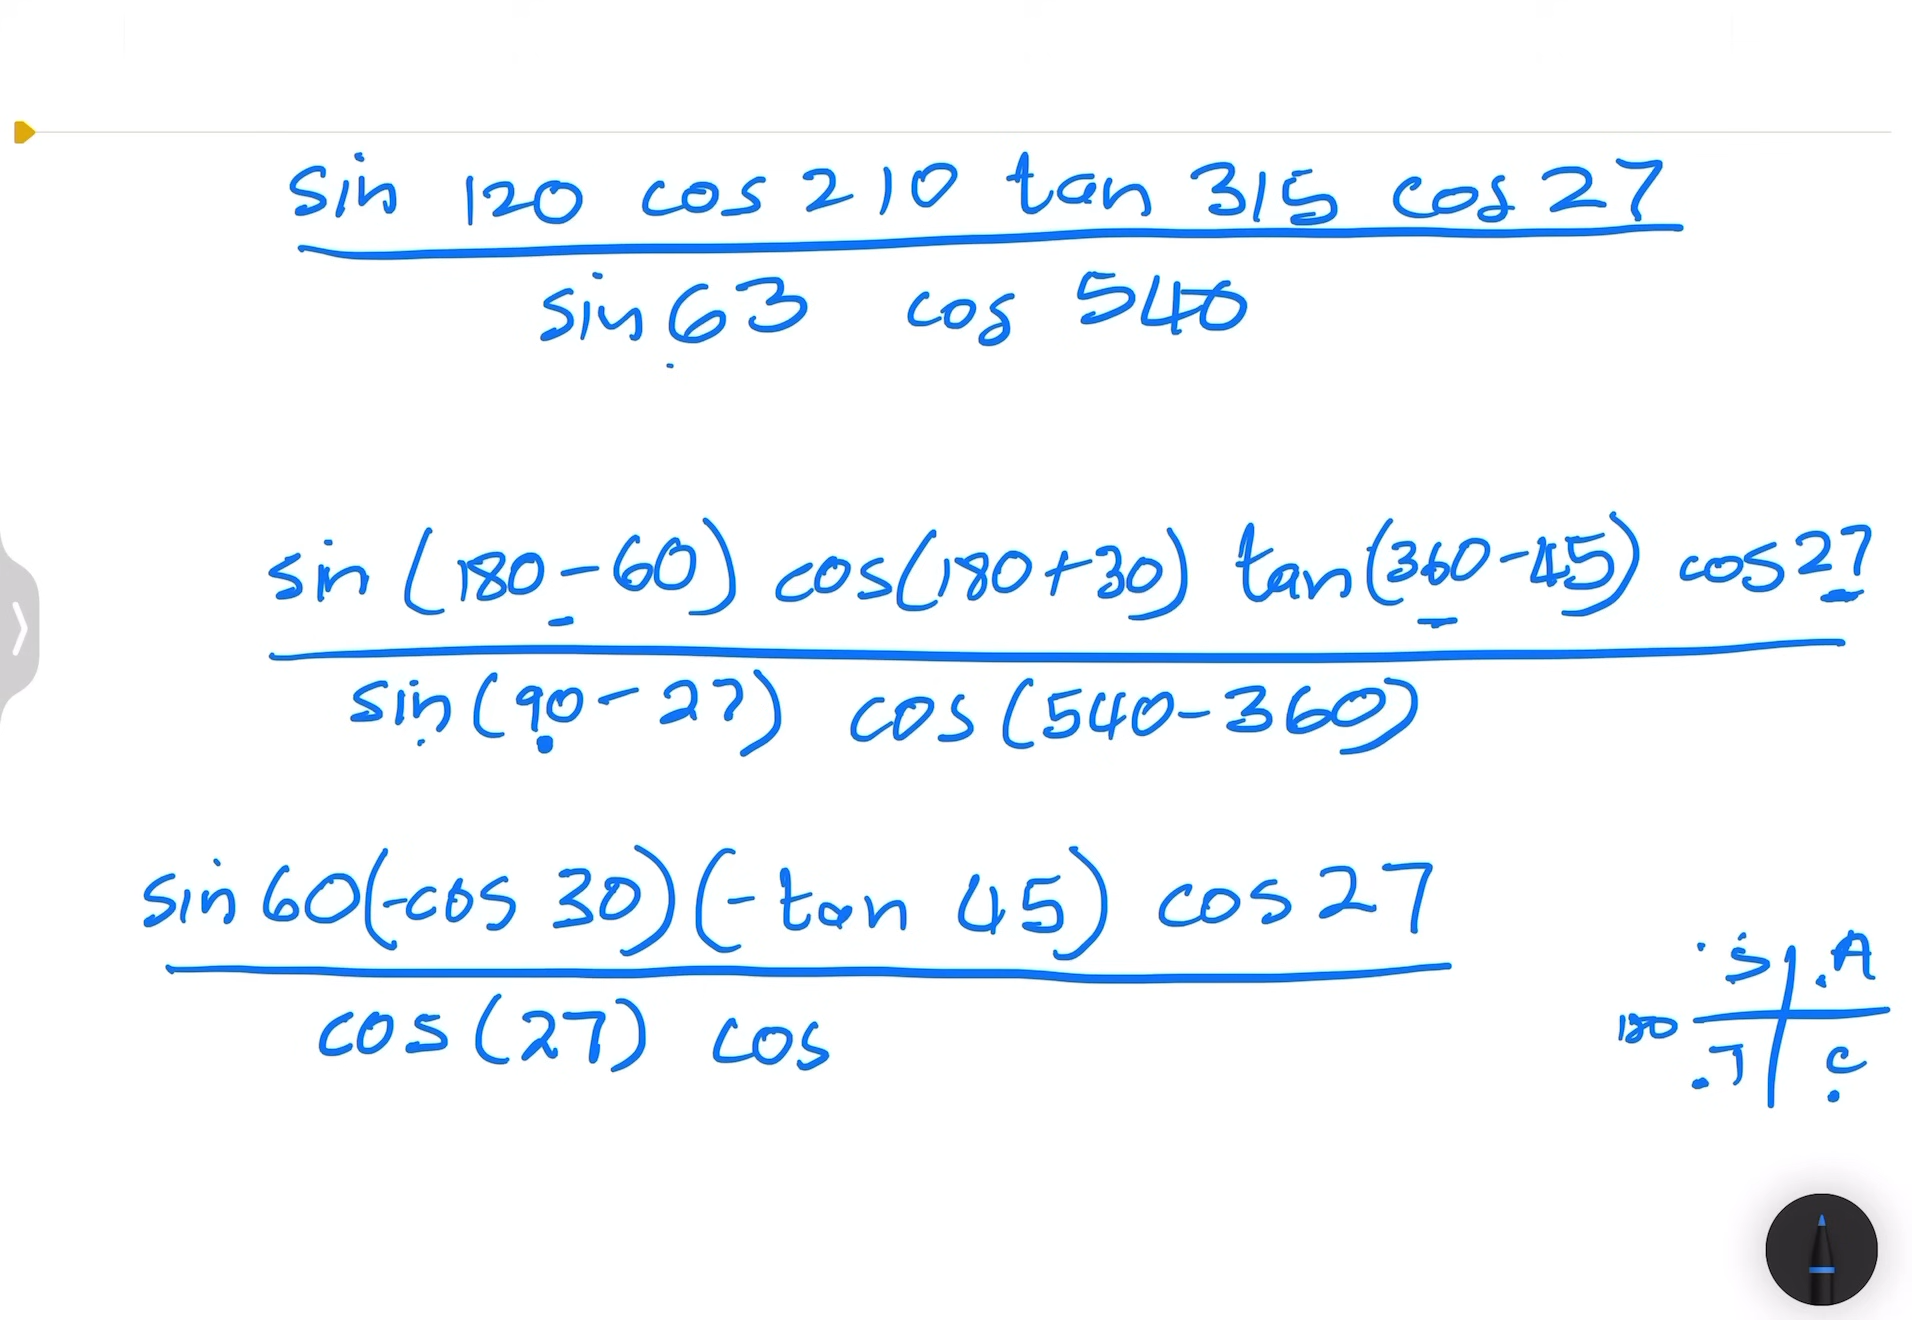 sin 120 cos 210 tan 315 cos 27
sin 63 cos 540
sin (180-60) cos(180+30) tan(360-45) cos27
sin(90-27) cos(540-360)
sin 60(-cos 30)(-tan 45) cos 27
cos(27) cos
S A
180
T C